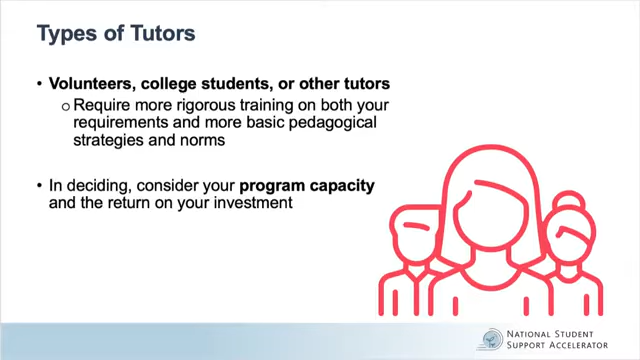 Types of Tutors
• Volunteers, college students, or other tutors
o Require more rigorous training on both your
requirements and more basic pedagogical
strategies and norms
• In deciding, consider your program capacity
and the return on your investment
NATIONAL STUDENT
SUPPORT ACCELERATOR